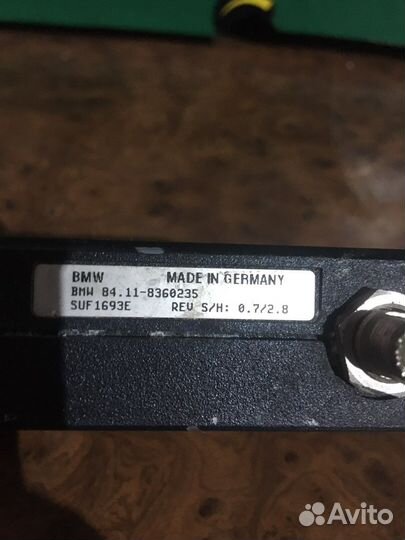 BMW MADE IN GERMANY
BMW 84.11-8360235
SUF1693E REV S/H: 0.7/2.8
Avito